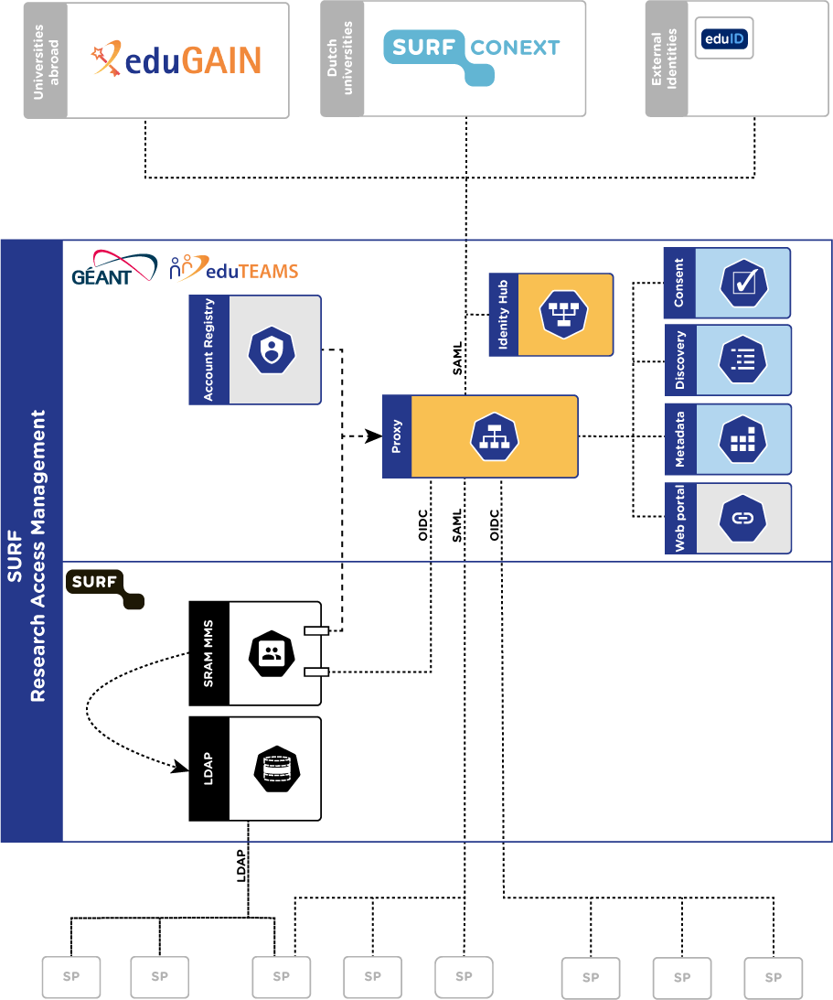 Universities
abroad
eduGAIN
Dutch
universities
SURF CONEXT
External
Identities
eduID
SURF
Research Access Management
GÉANT
eduTEAMS
Account Registry
Idenity Hub
SAML
Proxy
Consent
Discovery
Metadata
Web portal
OIDC
SAML
OIDC
SURF
SRAM MMS
LDAP
LDAP
SP
SP
SP
SP
SP
SP
SP
SP